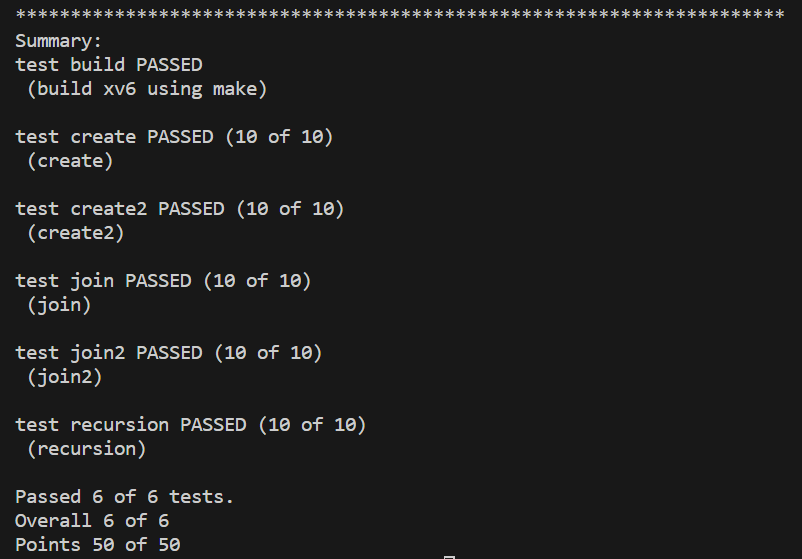 **********************************************************************
Summary:
test build PASSED
(build xv6 using make)
test create PASSED (10 of 10)
(create)
test create2 PASSED (10 of 10)
(create2)
test join PASSED (10 of 10)
(join)
test join2 PASSED (10 of 10)
(join2)
test recursion PASSED (10 of 10)
(recursion)
Passed 6 of 6 tests.
Overall 6 of 6
Points 50 of 50